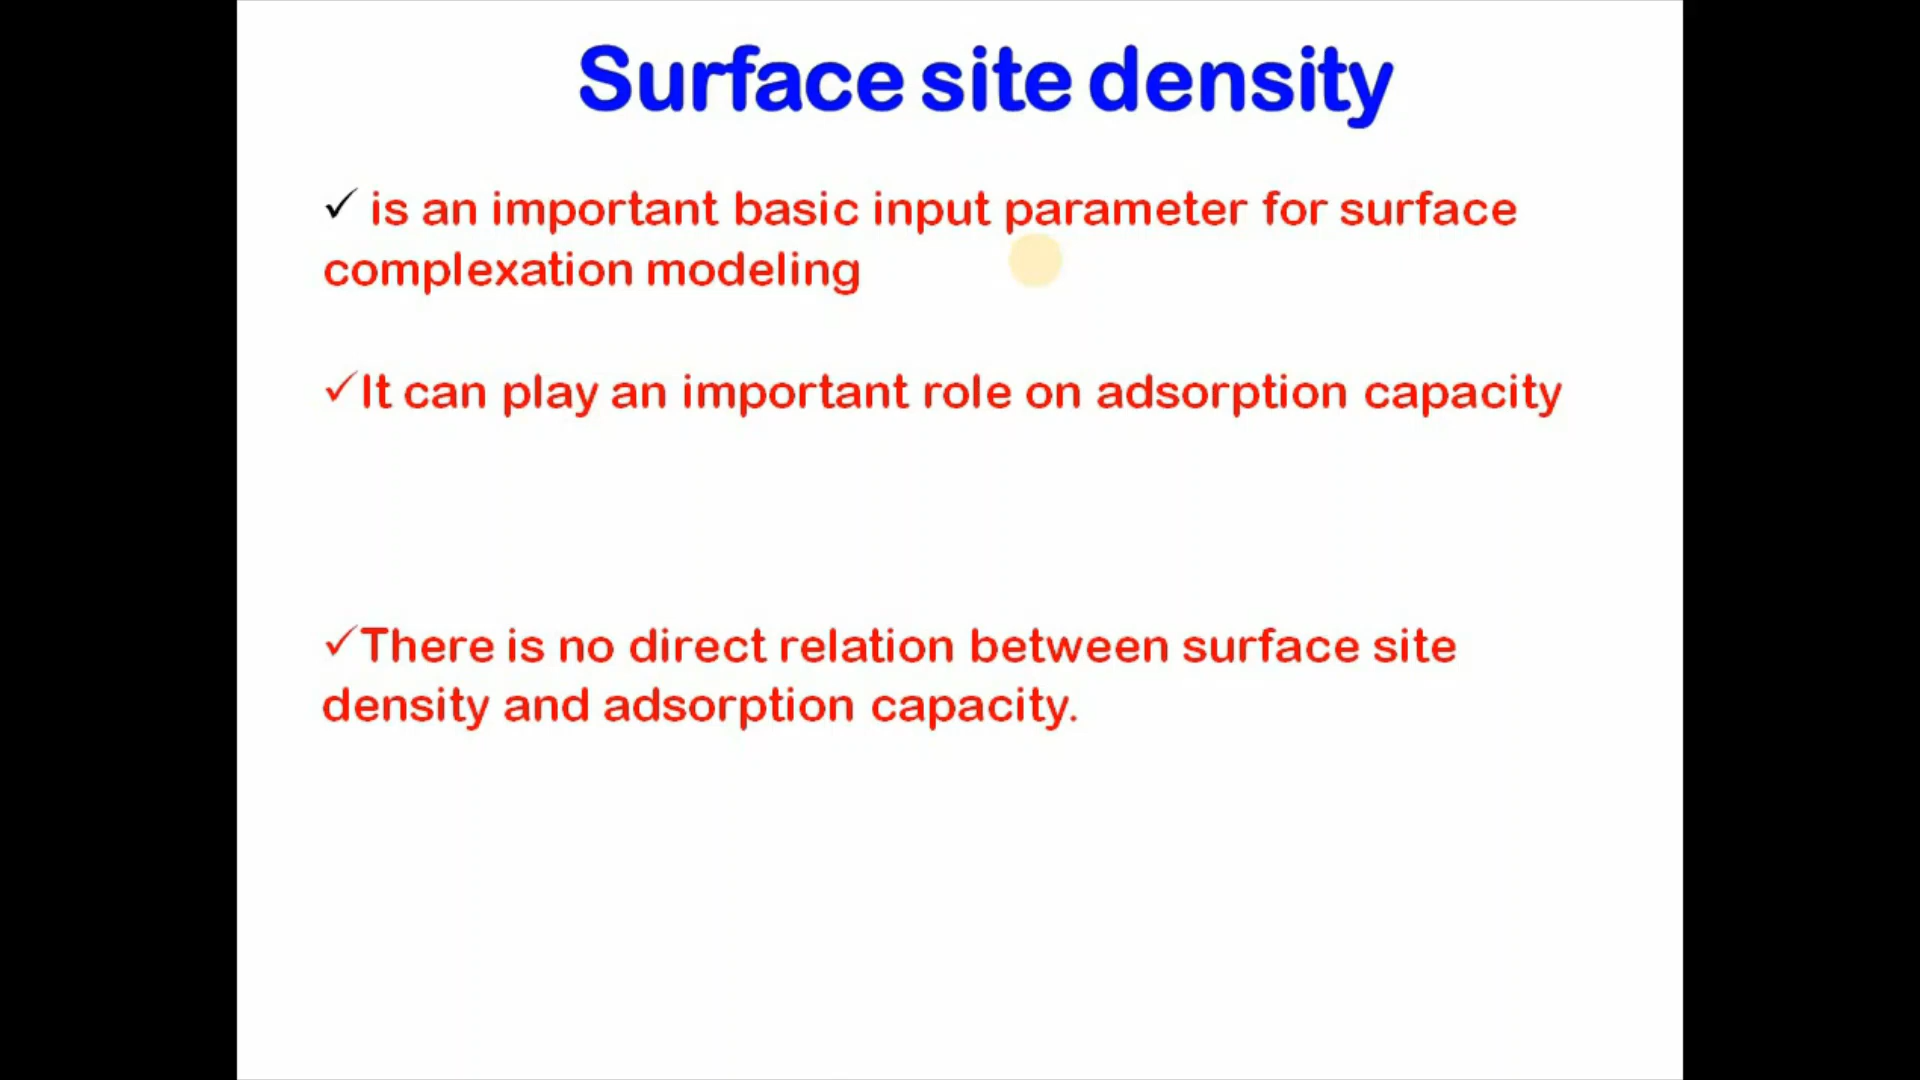 Surface site density
✓ is an important basic input parameter for surface
complexation modeling
✓It can play an important role on adsorption capacity
✓There is no direct relation between surface site
density and adsorption capacity.